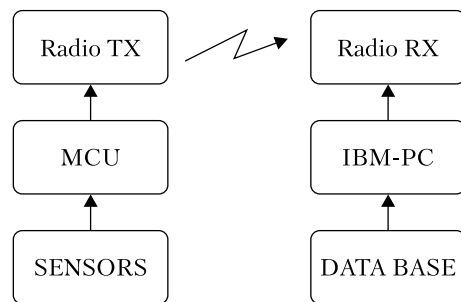 Radio TX
Radio RX
MCU
IBM-PC
SENSORS
DATA BASE